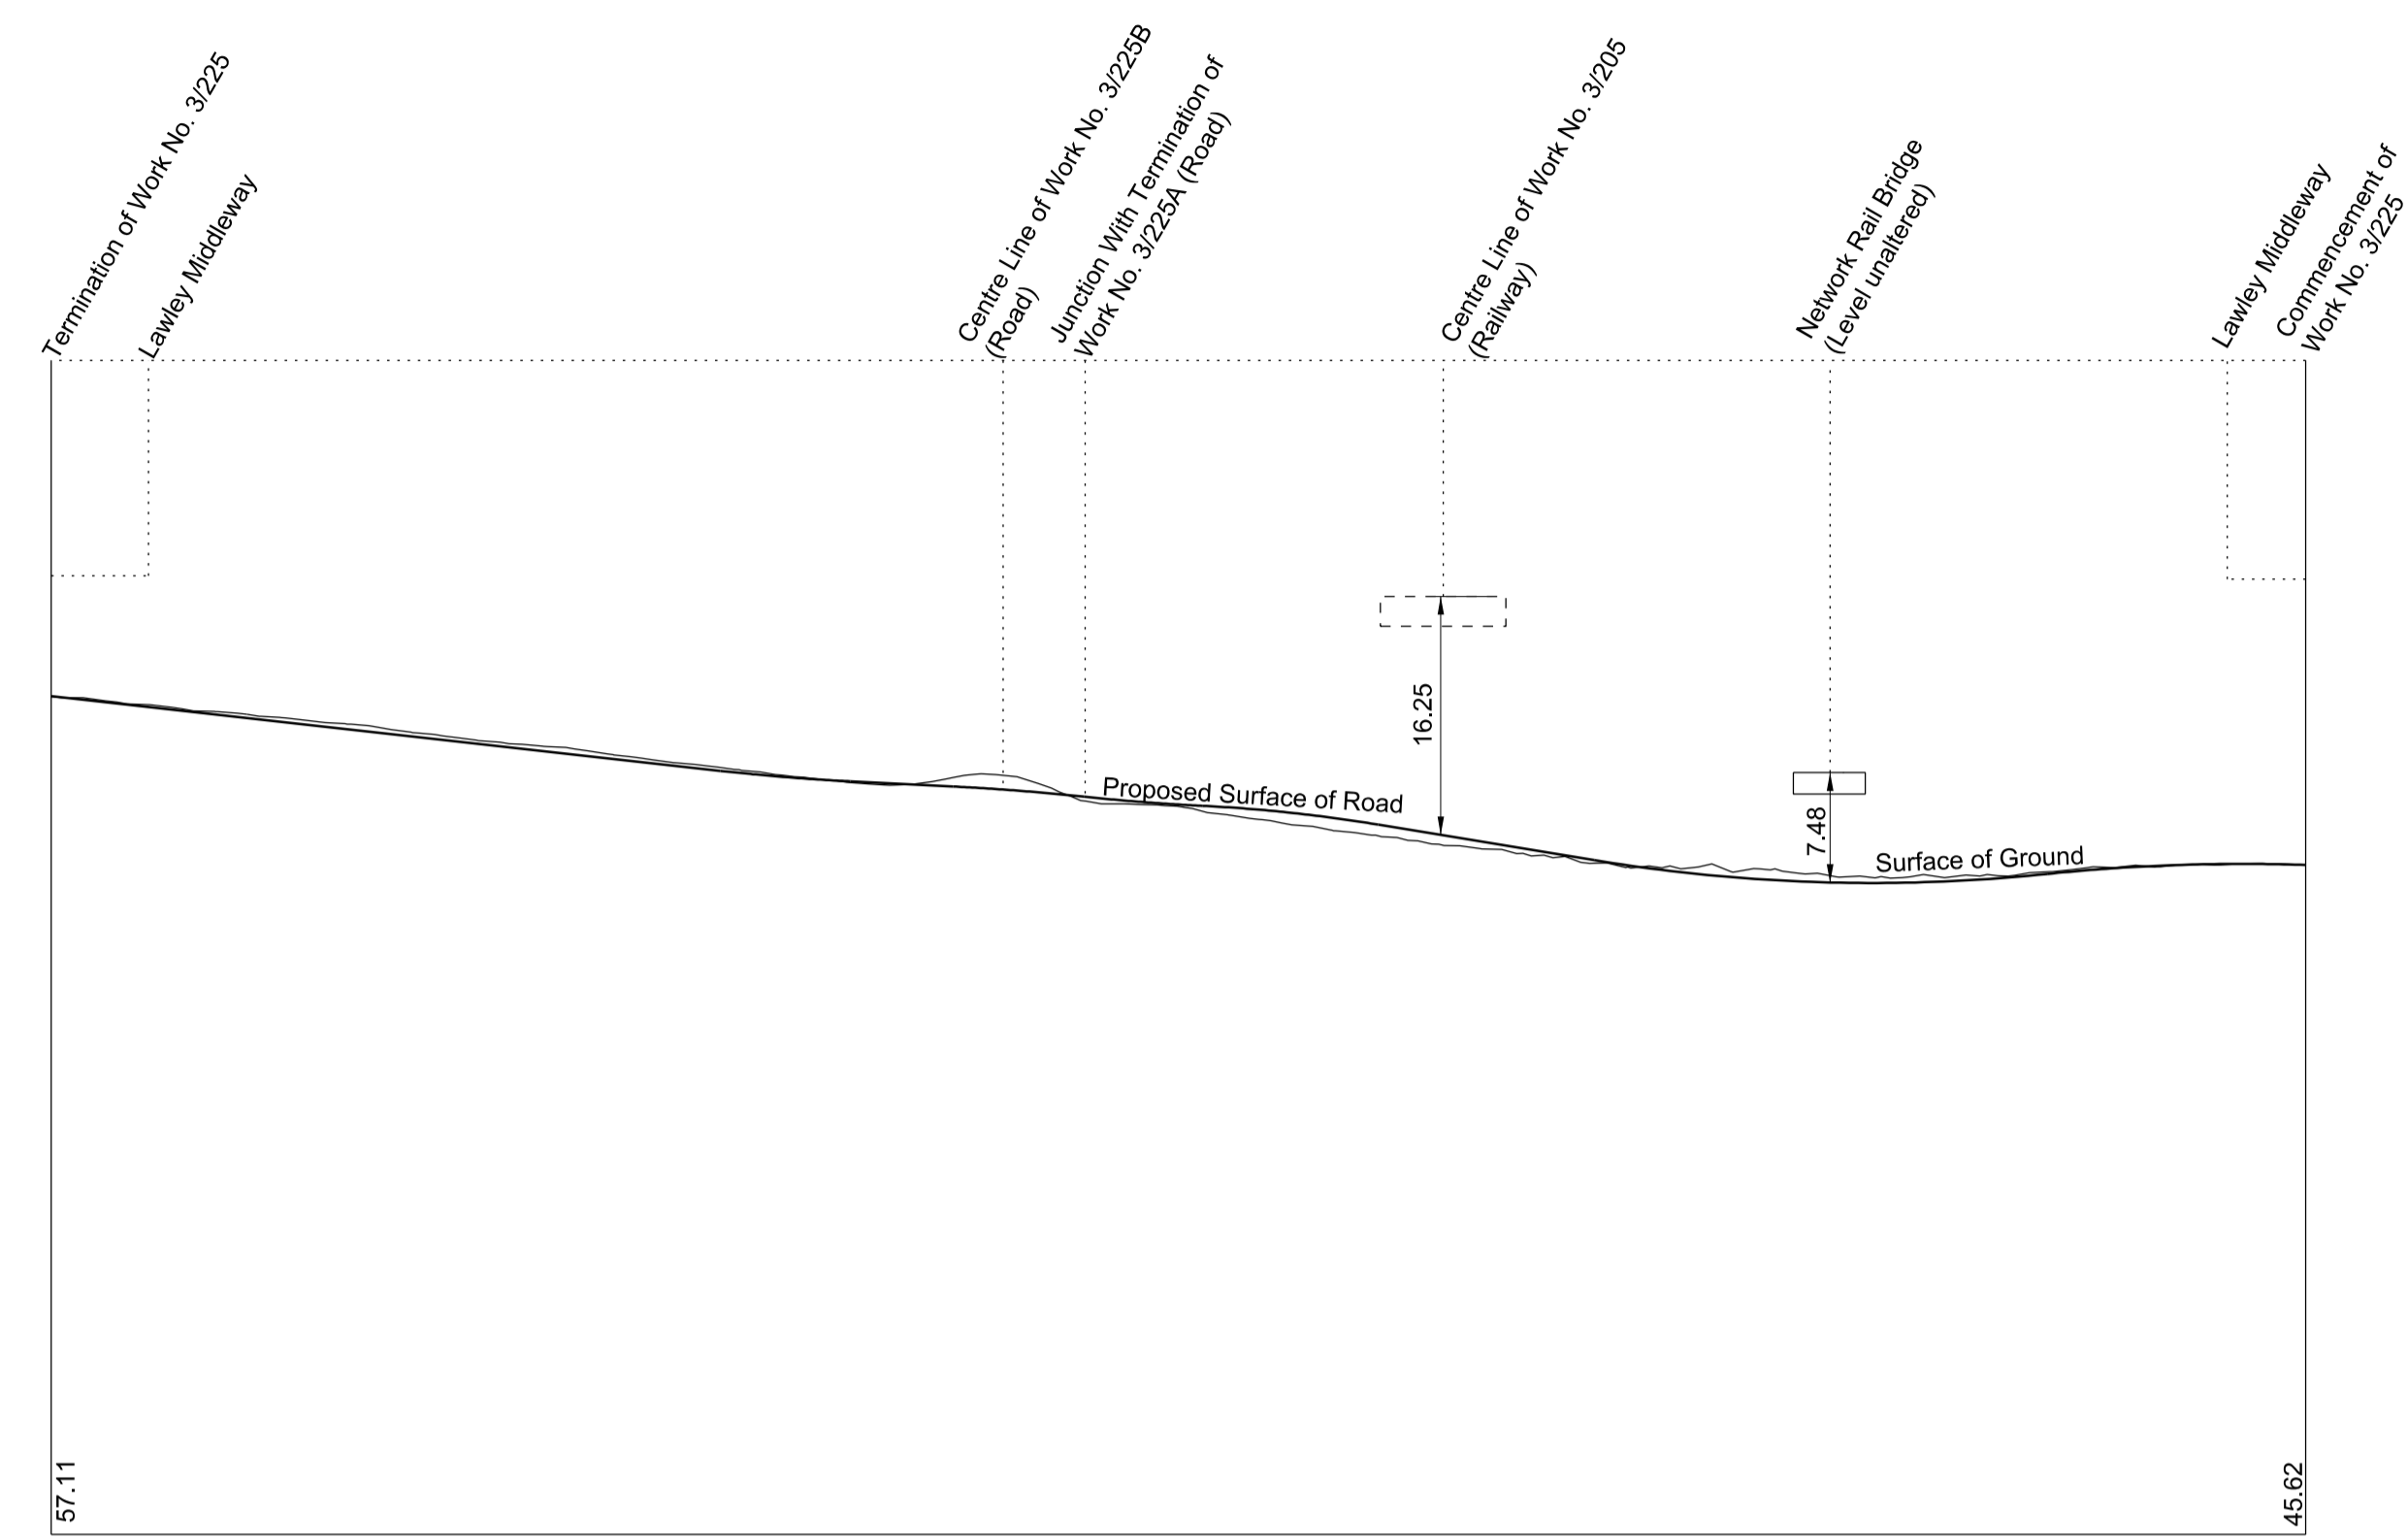 Termination of Work No. 3/225
Lawley Middleway
Centre Line of Work No. 3/225B
(Road)
Junction With Termination of
Work No. 3/225A (Road)
Centre Line of Work No. 3/205
(Railway)
Network Rail Bridge
(Level unaltered)
Lawley Middleway
Commencement of
Work No. 3/225
16.25
7.48
Proposed Surface of Road
Surface of Ground
57.11
45.62